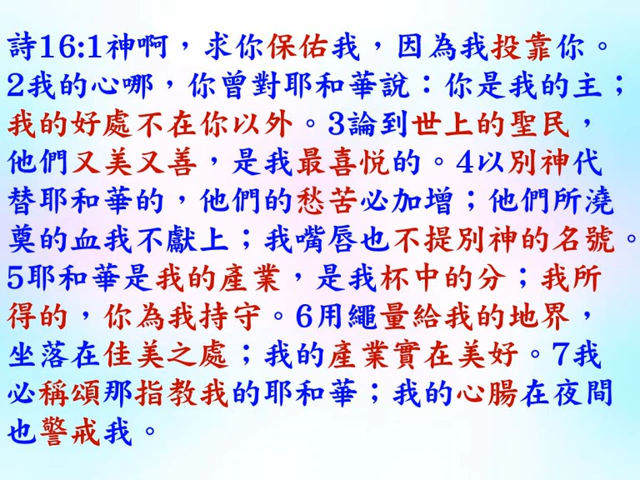 詩16:1神啊，求你保佑我，因為我投靠你。
2我的心哪，你曾對耶和華說：你是我的主；
我的好處不在你以外。3論到世上的聖民，
他們又美又善，是我最喜悅的。4以別神代
替耶和華的，他們的愁苦必加增；他們所澆
奠的血我不獻上；我嘴唇也不提別神的名號。
5耶和華是我的產業，是我杯中的分；我所
得的，你為我持守。6用繩量給我的地界，
坐落在佳美之處；我的產業實在美好。7我
必稱頌那指教我的耶和華；我的心腸在夜間
也警戒我。